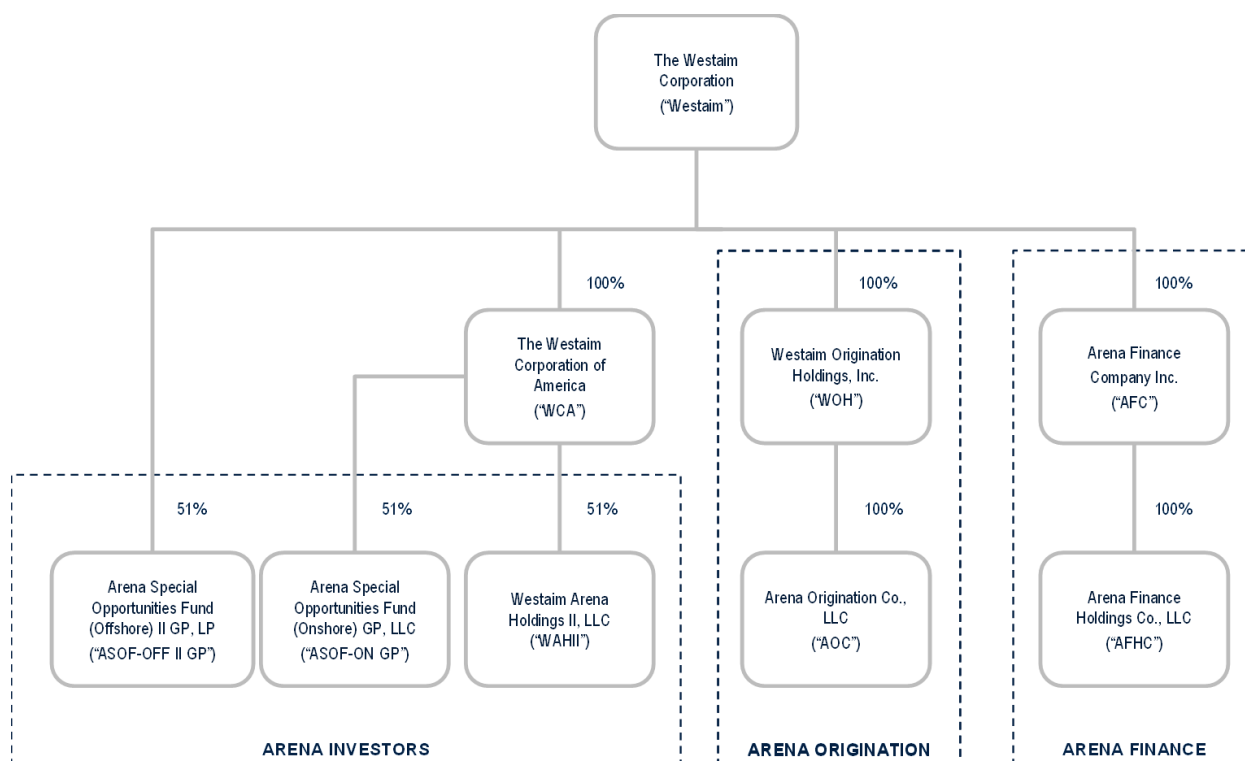 The Westaim
Corporation
("Westaim")
100%
100%
100%
The Westaim
Corporation of
America
("WCA")
Westaim Origination
Holdings, Inc.
("WOH")
Arena Finance
Company Inc.
("AFC")
51%
51%
51%
100%
100%
Arena Special
Opportunities Fund
(Offshore) II GP, LP
("ASOF-OFF II GP")
Arena Special
Opportunities Fund
(Onshore) GP, LLC
("ASOF-ON GP")
Westaim Arena
Holdings II, LLC
("WAHII")
Arena Origination Co.,
LLC
("AOC")
Arena Finance
Holdings Co., LLC
("AFHC")
ARENA INVESTORS
ARENA ORIGINATION
ARENA FINANCE